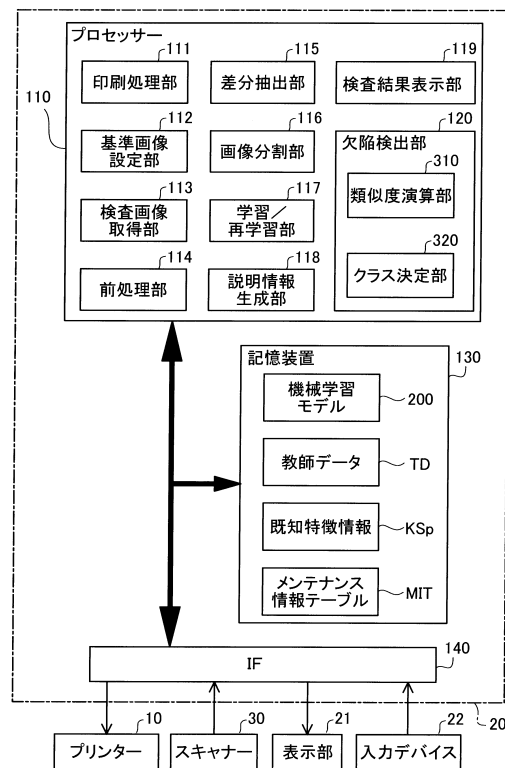 プロセッサー
110
111
印刷処理部
115
差分抽出部
119
検査結果表示部
112
基準画像
設定部
116
画像分割部
120
欠陥検出部
310
類似度演算部
113
検査画像
取得部
117
学習／
再学習部
320
クラス決定部
114
前処理部
118
説明情報
生成部
記憶装置
130
機械学習
モデル
200
教師データ
TD
既知特徴情報
KSp
メンテナンス
情報テーブル
MIT
IF
140
20
10
プリンター
30
スキャナー
21
表示部
22
入力デバイス